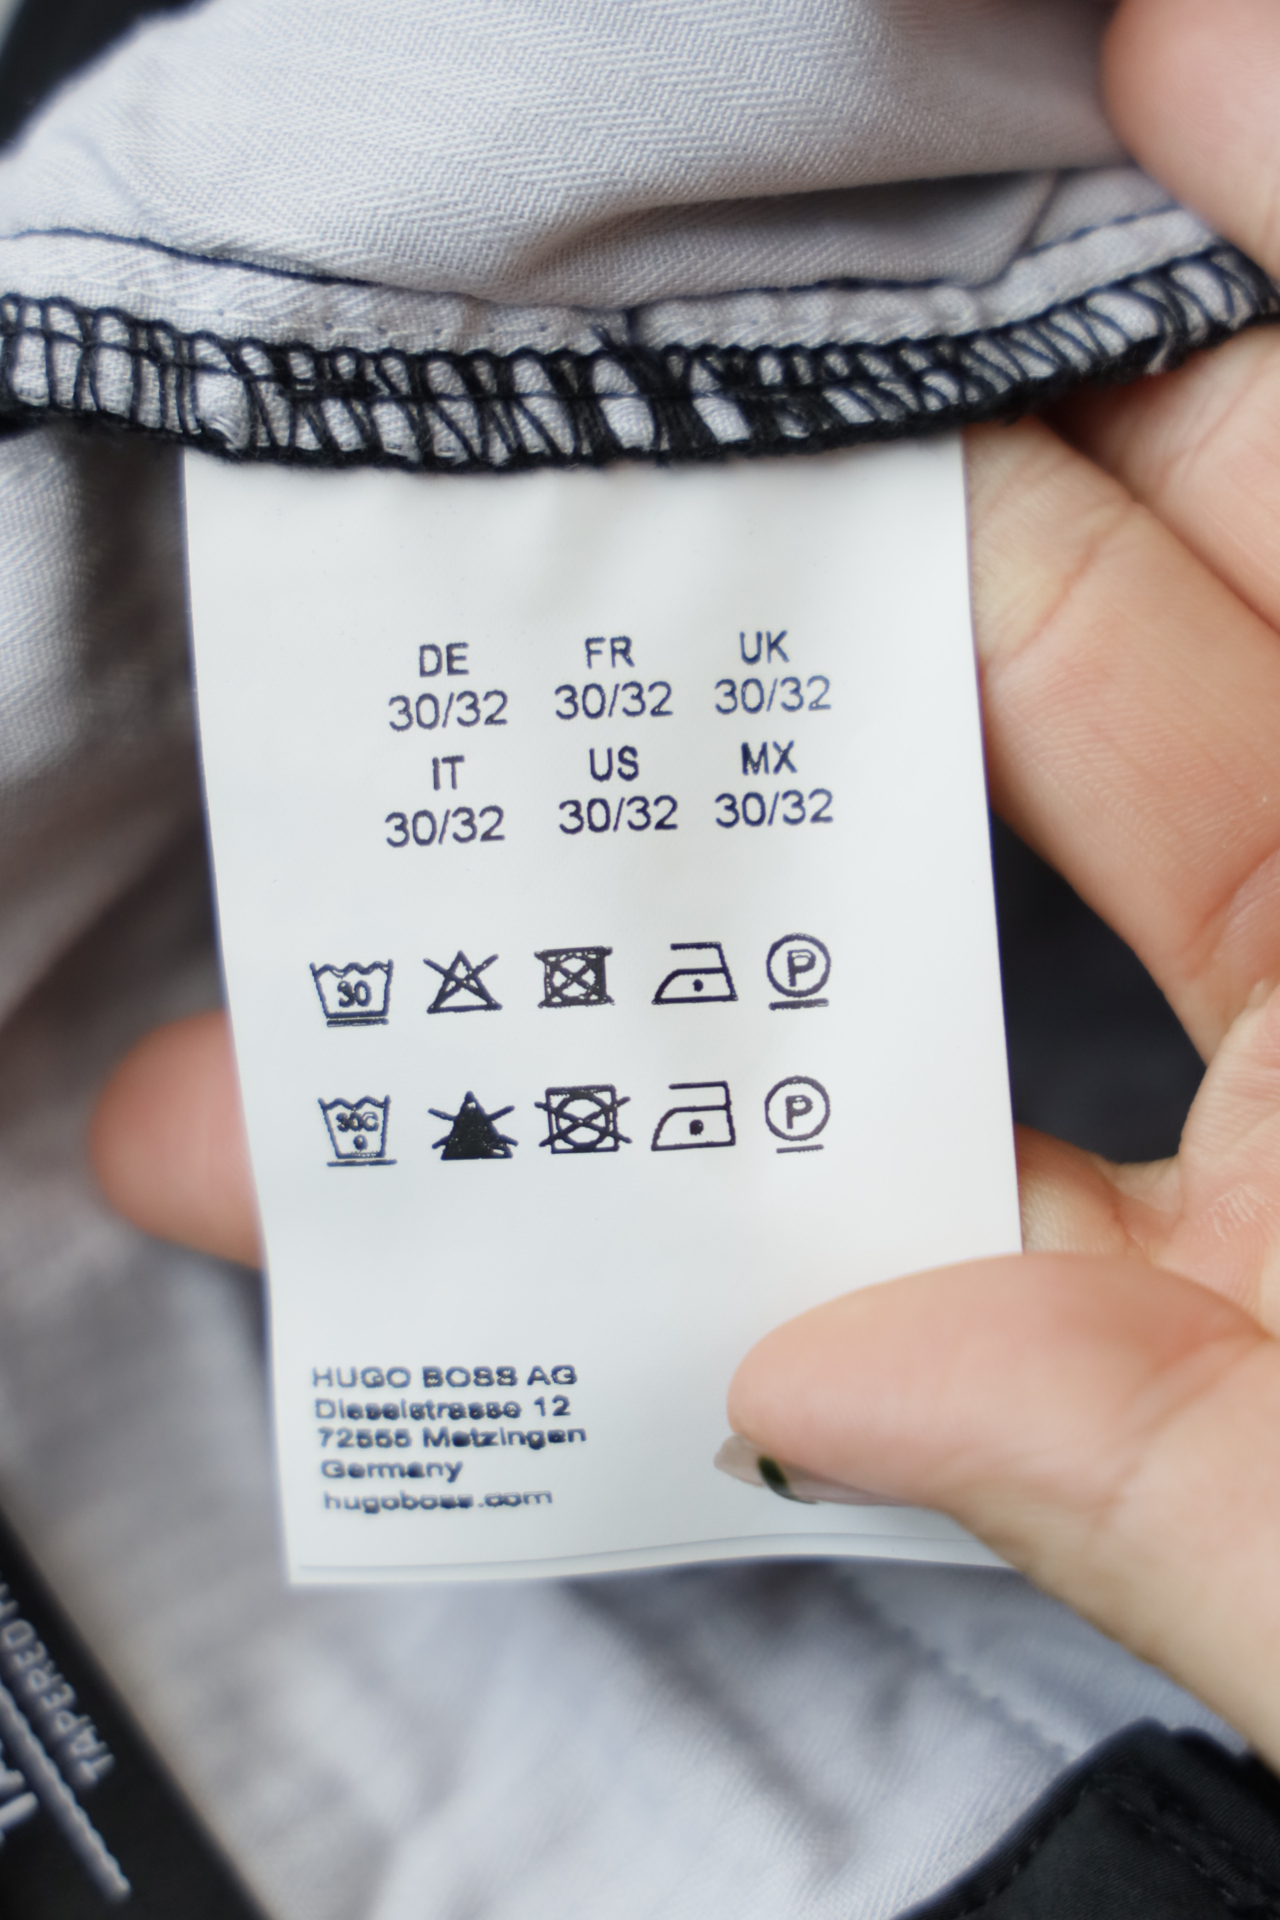 DE FR UK
30/32 30/32 30/32
IT US MX
30/32 30/32 30/32
30 P
30C P
HUGO BOSS AG
Dieselstrasse 12
Metzingen
Germany
hugoboss.com
TAPERED